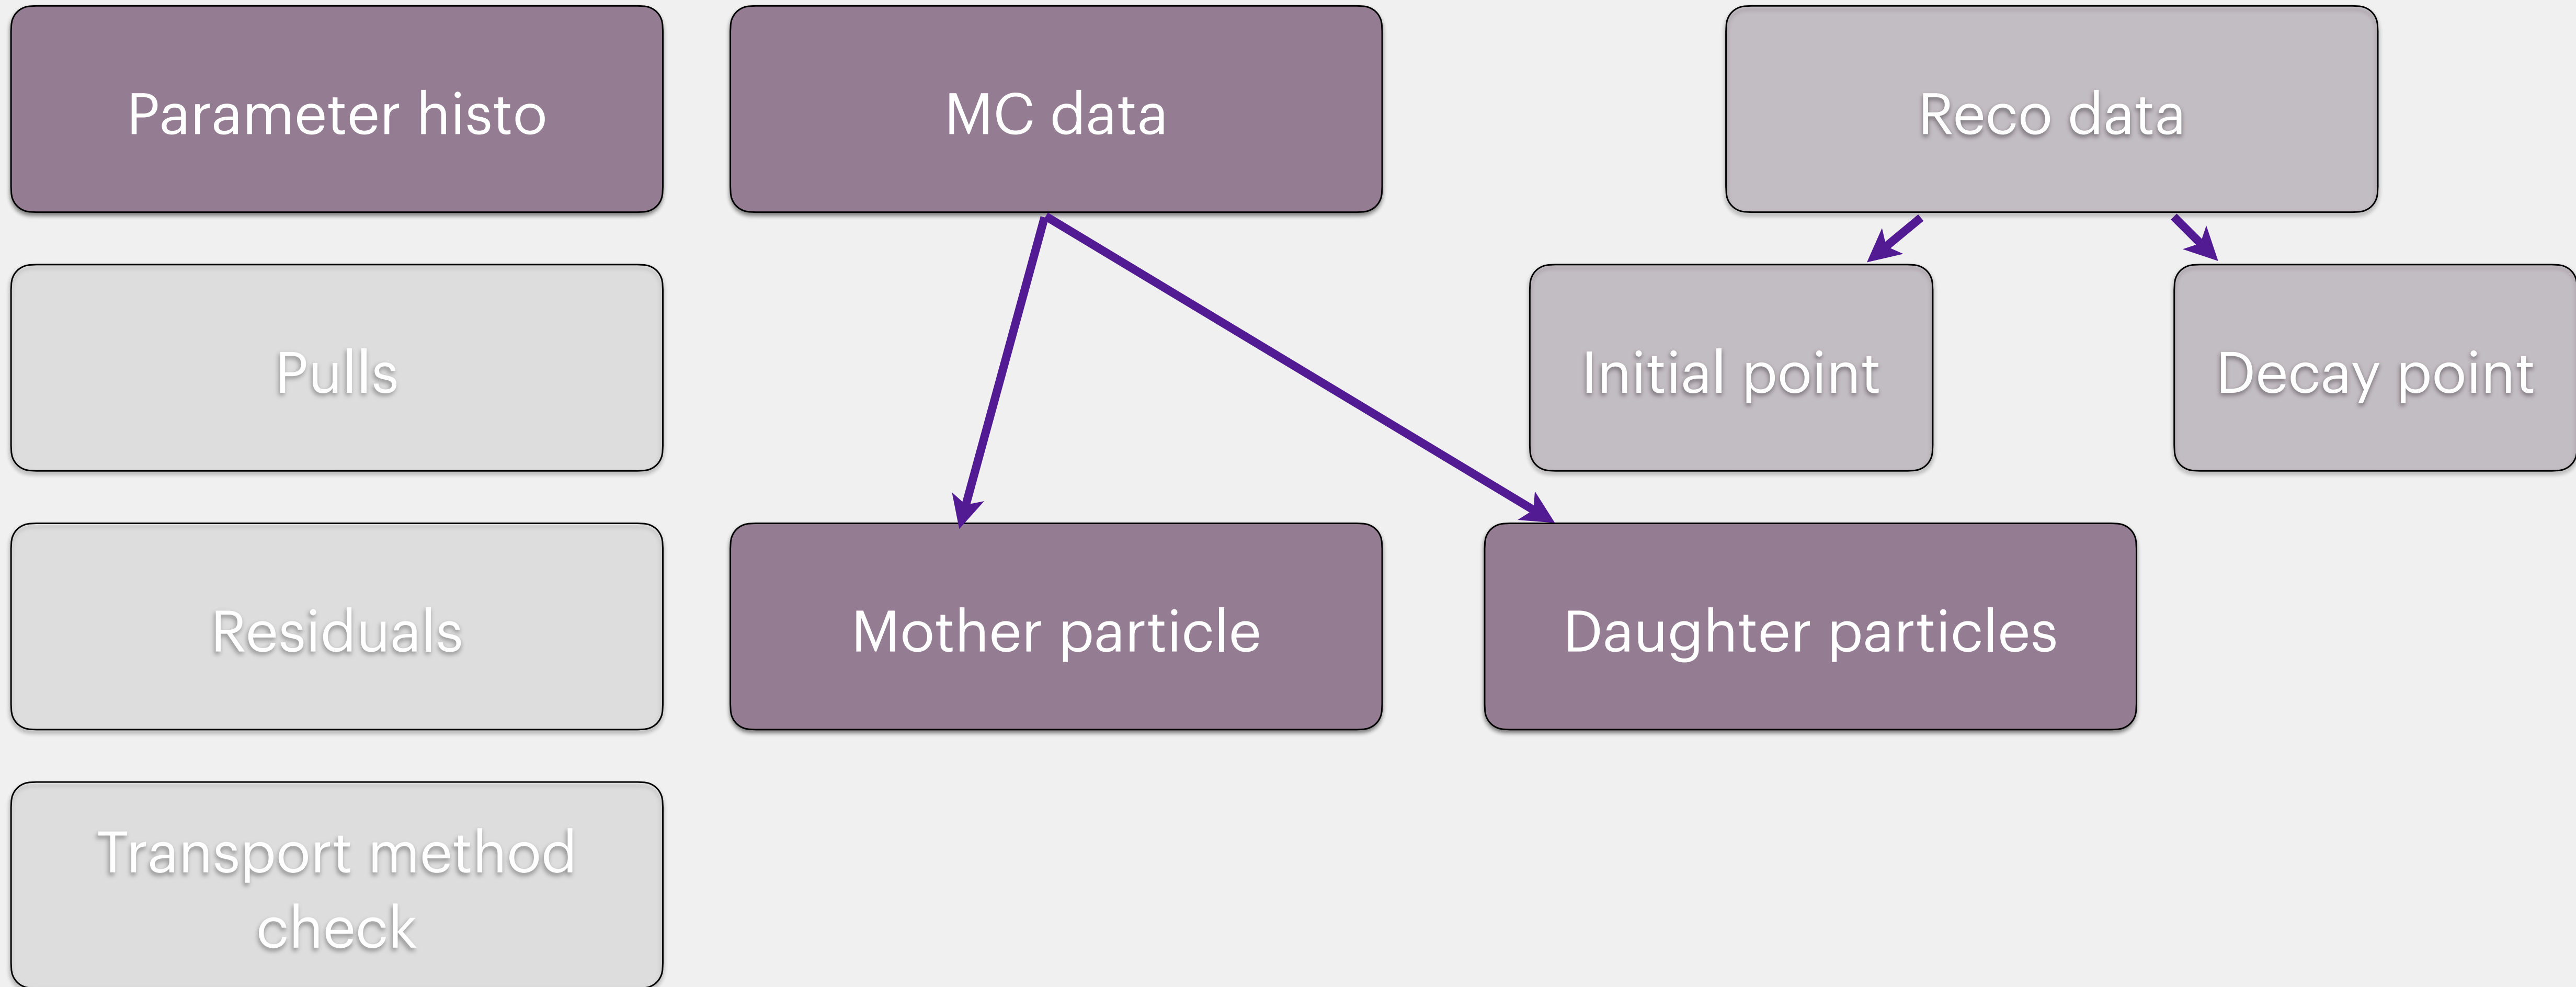 Parameter histo
MC data
Reco data
Pulls
Initial point
Decay point
Residuals
Mother particle
Daughter particles
Transport method
check